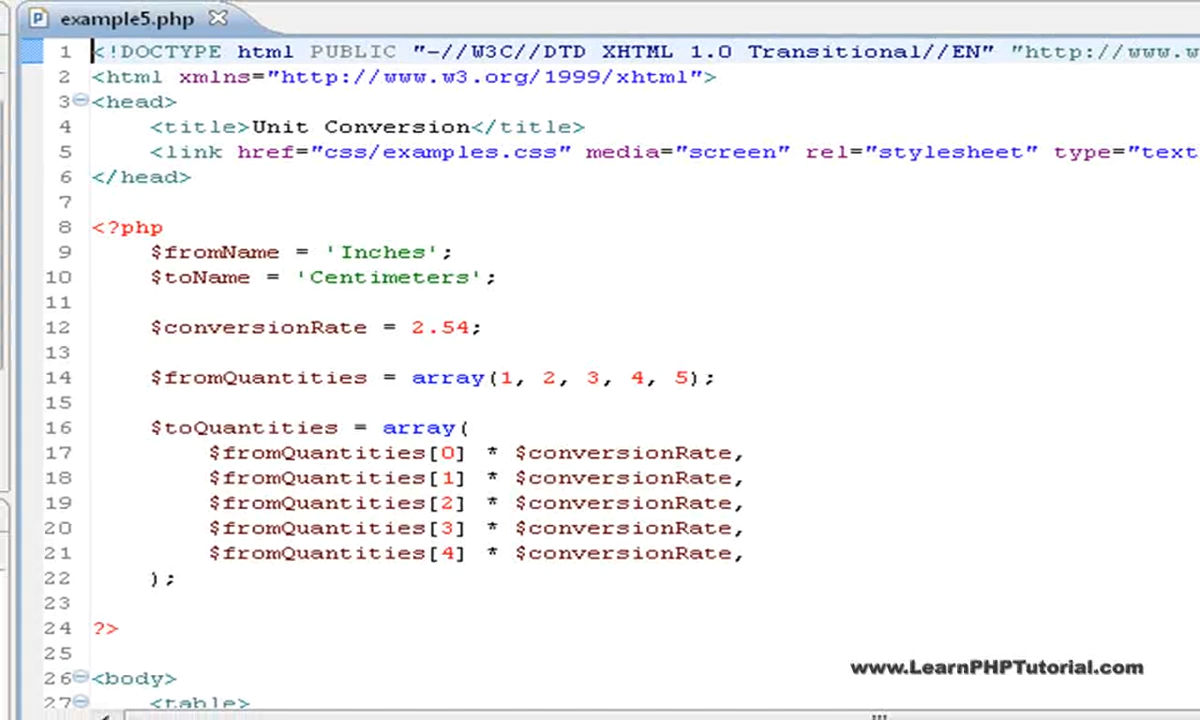 example5.php
1 <!DOCTYPE html PUBLIC "-//W3C//DTD XHTML 1.0 Transitional//EN" "http://www.w
2 <html xmlns="http://www.w3.org/1999/xhtml">
3 <head>
4 <title>Unit Conversion</title>
5 <link href="css/examples.css" media="screen" rel="stylesheet" type="text
6 </head>
7
8 <?php
9 $fromName = 'Inches';
10 $toName = 'Centimeters';
11
12 $conversionRate = 2.54;
13
14 $fromQuantities = array(1, 2, 3, 4, 5);
15
16 $toQuantities = array(
17 $fromQuantities[0] * $conversionRate,
18 $fromQuantities[1] * $conversionRate,
19 $fromQuantities[2] * $conversionRate,
20 $fromQuantities[3] * $conversionRate,
21 $fromQuantities[4] * $conversionRate,
22 );
23
24 ?>
25
26 <body>
27 <table>
www.LearnPHPTutorial.com